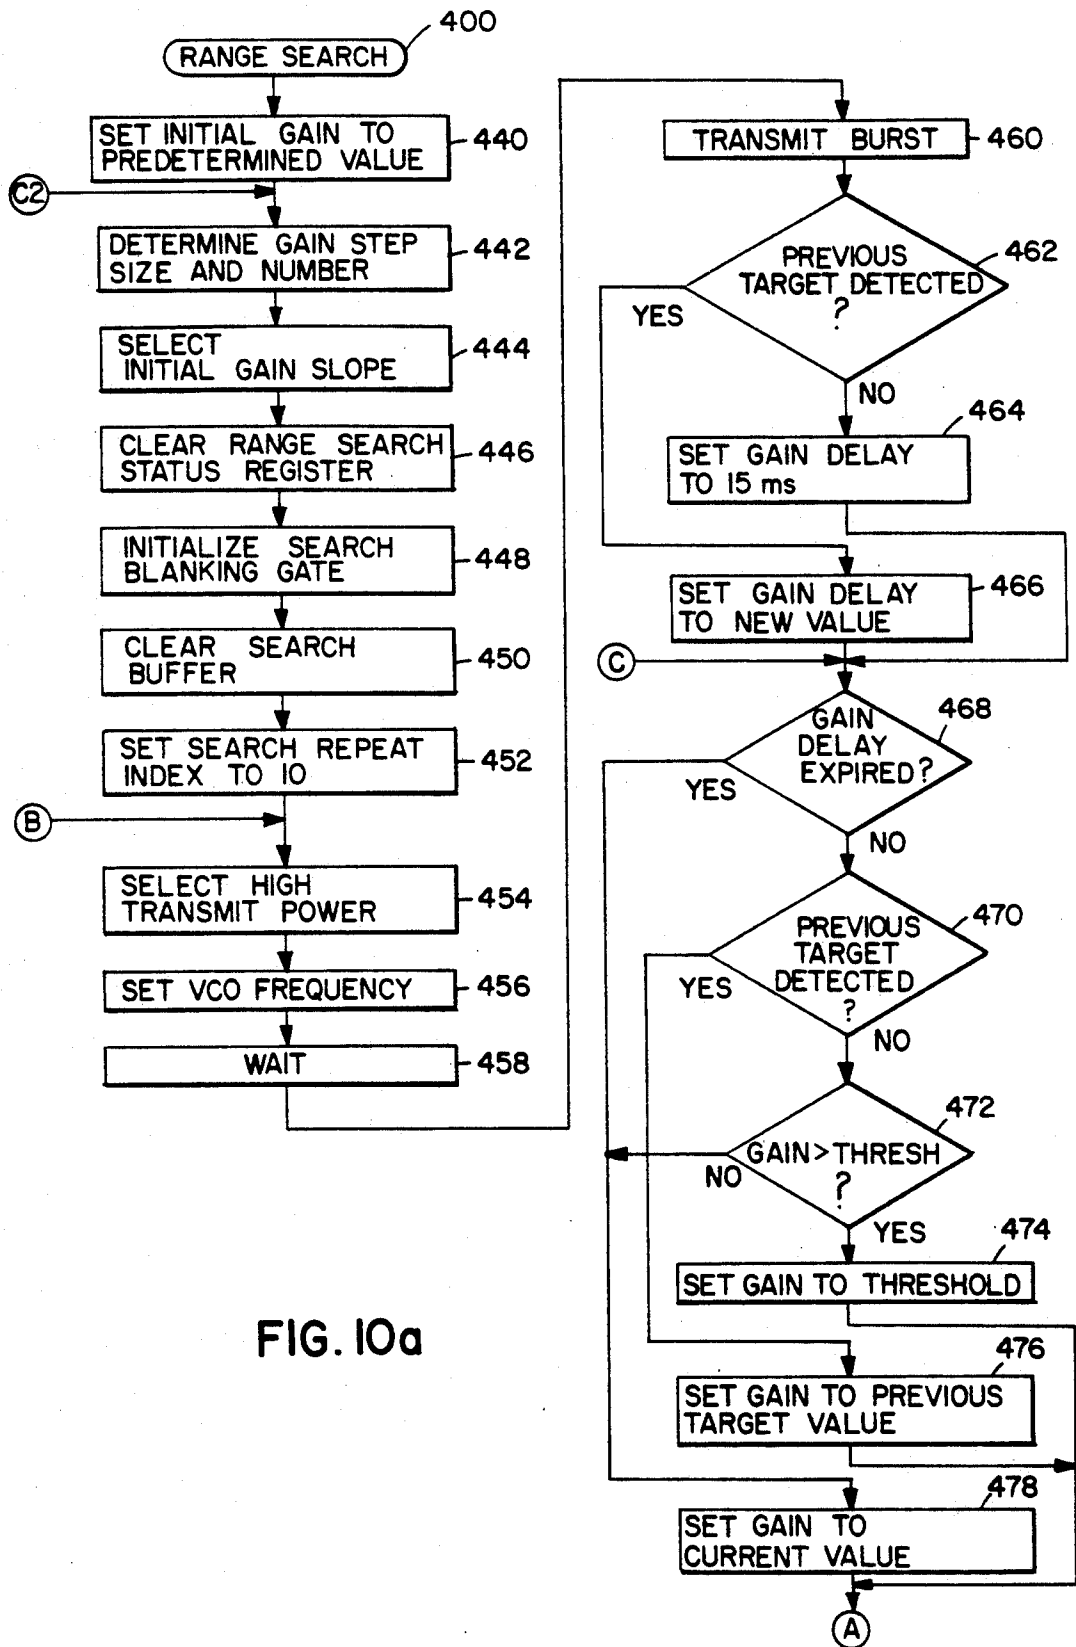 400
RANGE SEARCH
SET INITIAL GAIN TO
PREDETERMINED VALUE
440
C2
DETERMINE GAIN STEP
SIZE AND NUMBER
442
SELECT
INITIAL GAIN SLOPE
444
CLEAR RANGE SEARCH
STATUS REGISTER
446
INITIALIZE SEARCH
BLANKING GATE
448
CLEAR SEARCH
BUFFER
450
SET SEARCH REPEAT
INDEX TO 10
452
B
SELECT HIGH
TRANSMIT POWER
454
SET VCO FREQUENCY
456
WAIT
458
TRANSMIT BURST
460
PREVIOUS
TARGET DETECTED
?
462
YES
NO
464
SET GAIN DELAY
TO 15 ms
SET GAIN DELAY
TO NEW VALUE
466
C
GAIN
DELAY
EXPIRED?
468
YES
NO
PREVIOUS
TARGET
DETECTED
?
470
YES
NO
472
GAIN>THRESH
?
NO
YES
474
SET GAIN TO THRESHOLD
476
SET GAIN TO PREVIOUS
TARGET VALUE
478
SET GAIN TO
CURRENT VALUE
A
FIG. 10a